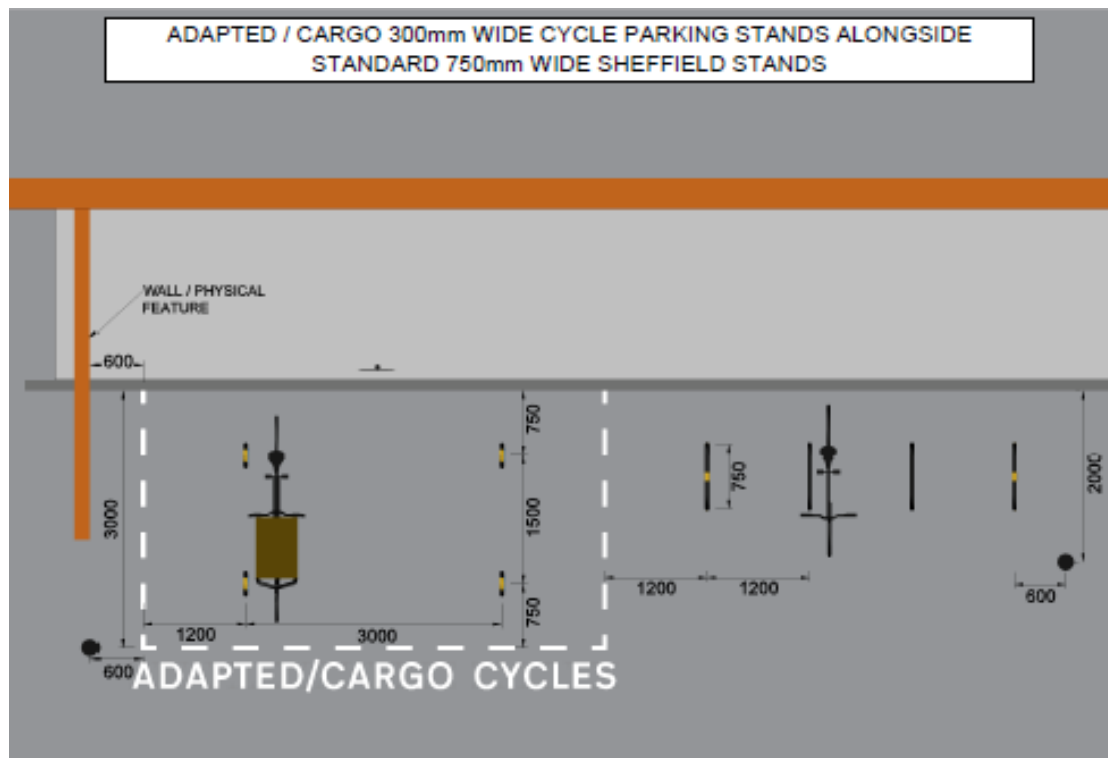 ADAPTED / CARGO 300mm WIDE CYCLE PARKING STANDS ALONGSIDE
STANDARD 750mm WIDE SHEFFIELD STANDS
WALL / PHYSICAL
FEATURE
600
750
750
2000
3000
1500
1200
1200
600
750
1200
3000
600
ADAPTED/CARGO CYCLES